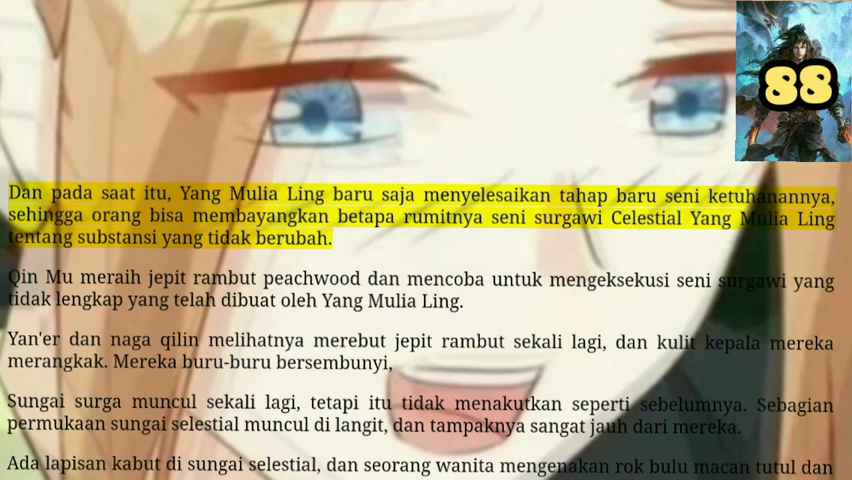 88
Dan pada saat itu, Yang Mulia Ling baru saja menyelesaikan tahap baru seni ketuhanannya,
sehingga orang bisa membayangkan betapa rumitnya seni surgawi Celestial Yang Mulia Ling
tentang substansi yang tidak berubah.
Qin Mu meraih jepit rambut peachwood dan mencoba untuk mengeksekusi seni surgawi yang
tidak lengkap yang telah dibuat oleh Yang Mulia Ling.
Yan'er dan naga qilin melihatnya merebut jepit rambut sekali lagi, dan kulit kepala mereka
merangkak. Mereka buru-buru bersembunyi,
Sungai surga muncul sekali lagi, tetapi itu tidak menakutkan seperti sebelumnya. Sebagian
permukaan sungai selestial muncul di langit, dan tampaknya sangat jauh dari mereka.
Ada lapisan kabut di sungai selestial, dan seorang wanita mengenakan rok bulu macan tutul dan